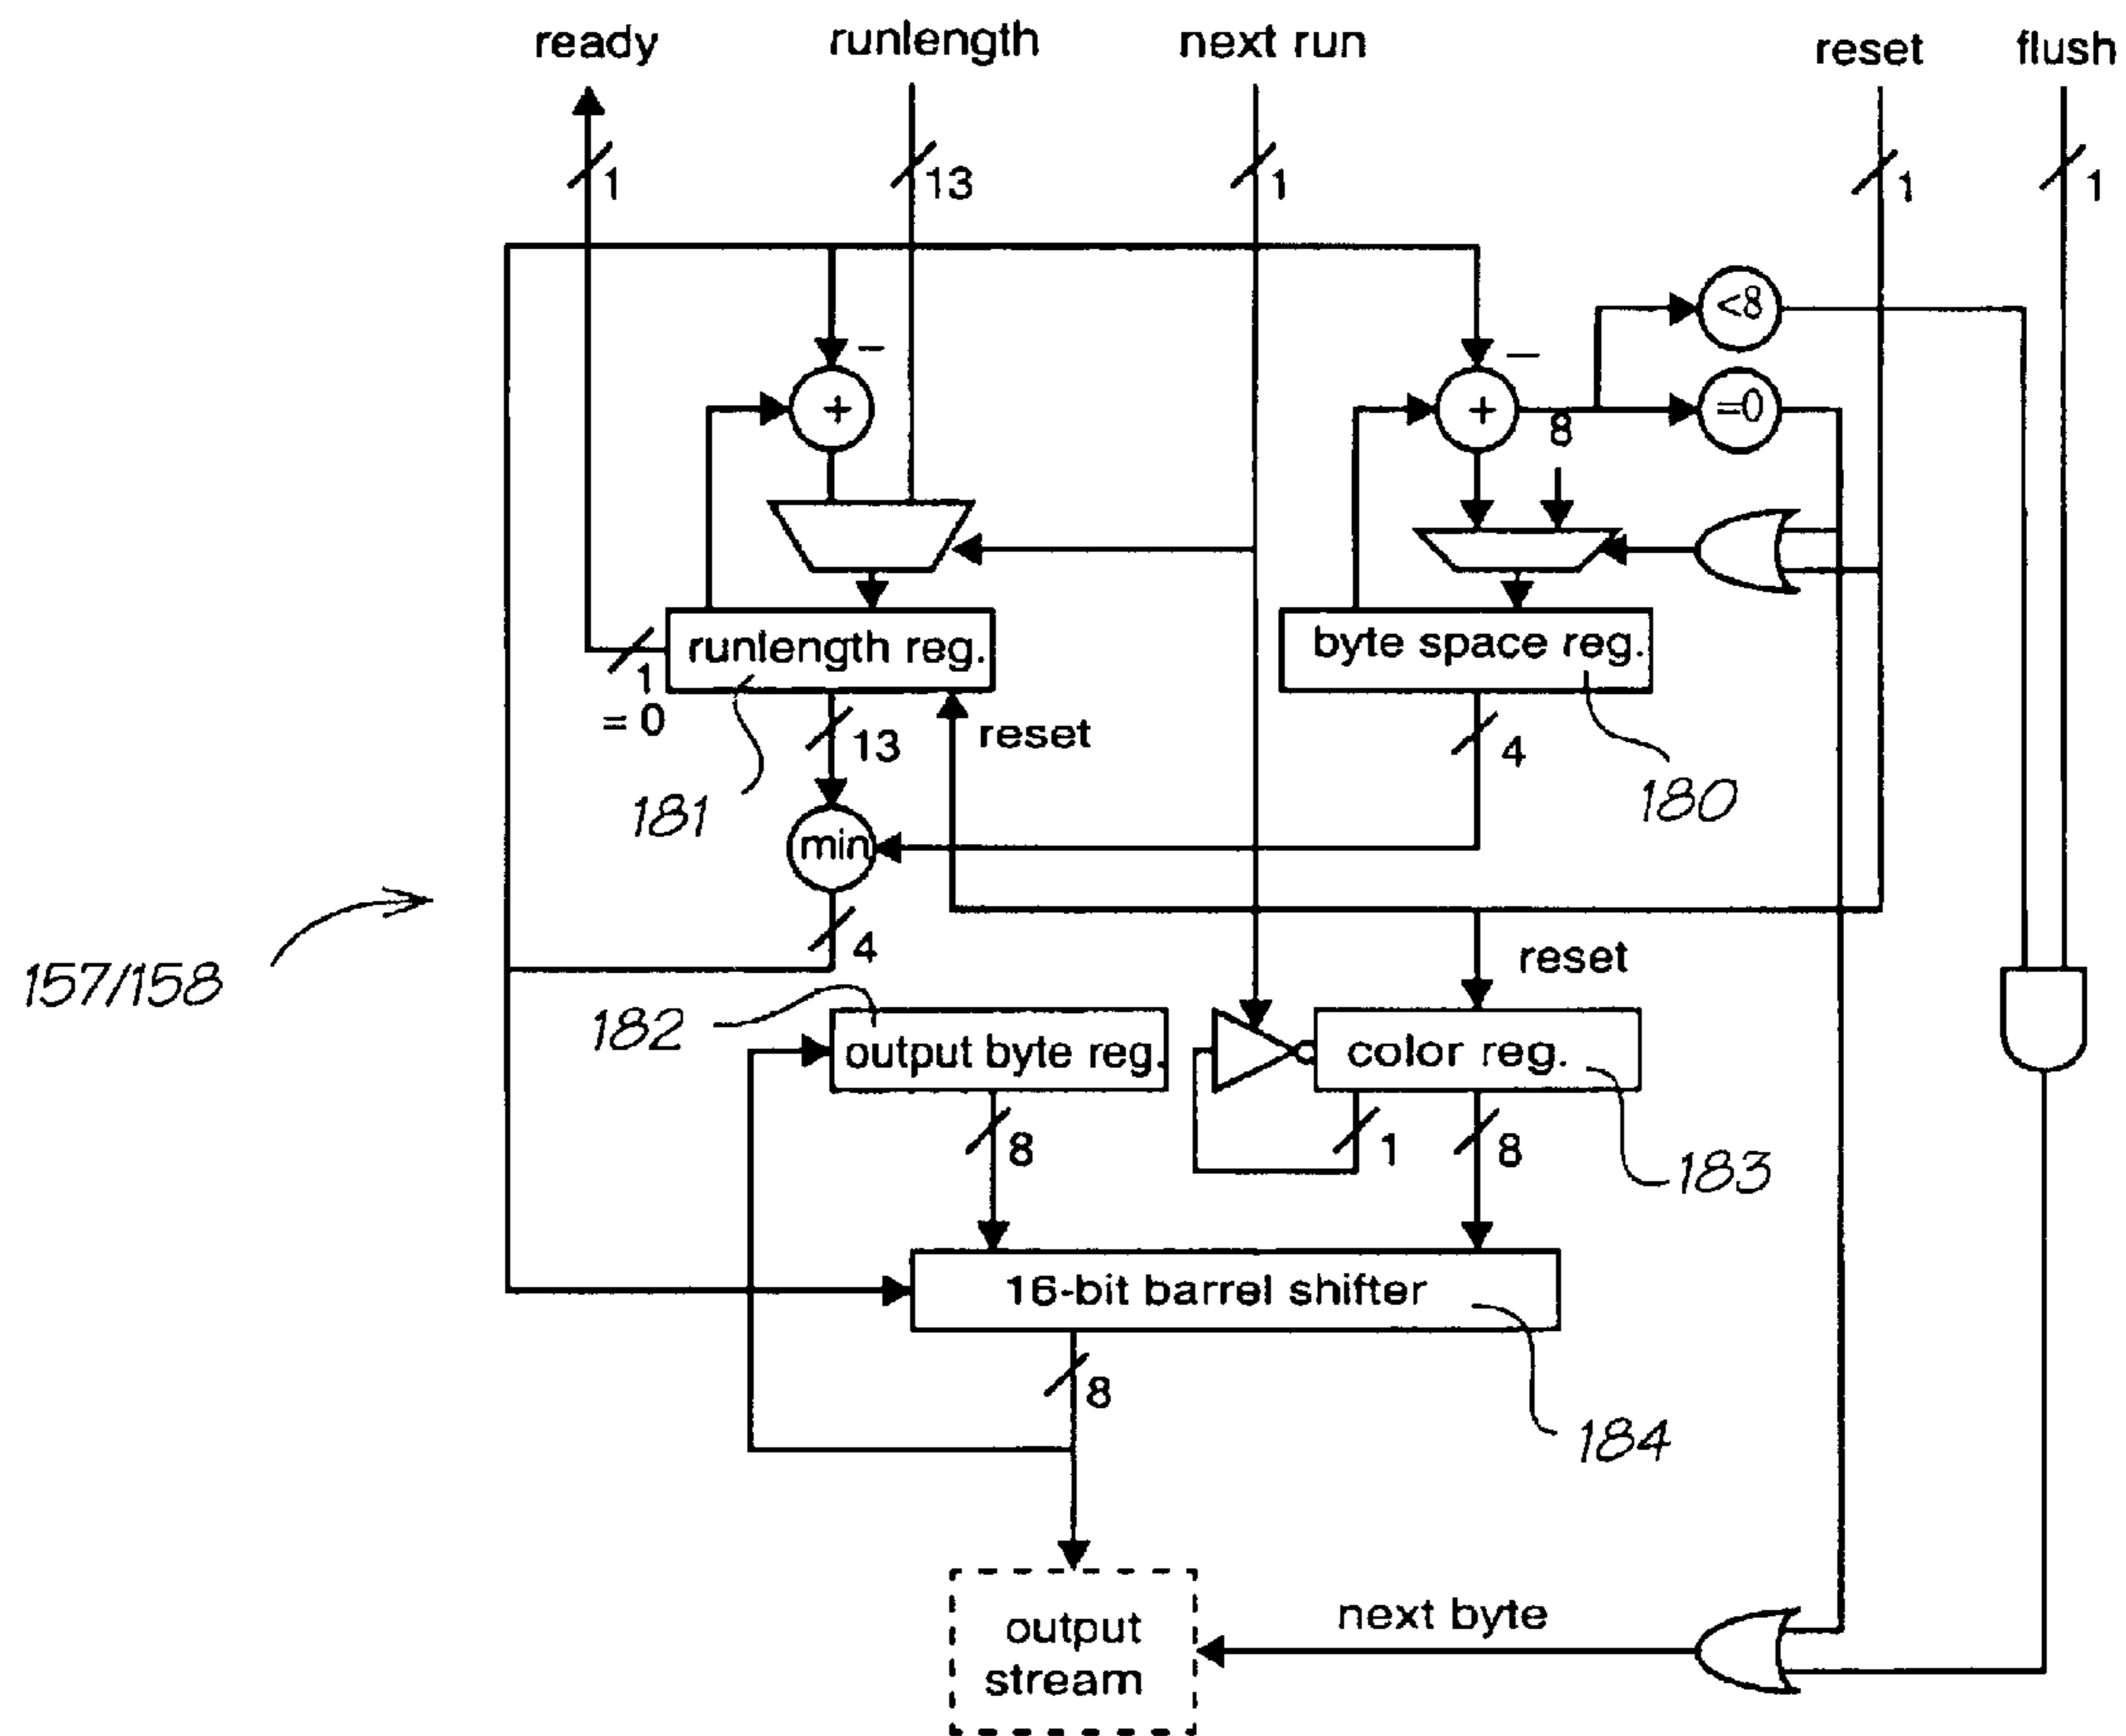 ready
runlength
next run
reset
flush
1
13
1
1
1
<8
–
–
+
+
8
=0
runlength reg.
byte space reg.
1
= 0
13
reset
4
181
180
min
4
reset
157/158
182
output byte reg.
color reg.
8
1
8
183
16-bit barrel shifter
8
184
next byte
output
stream